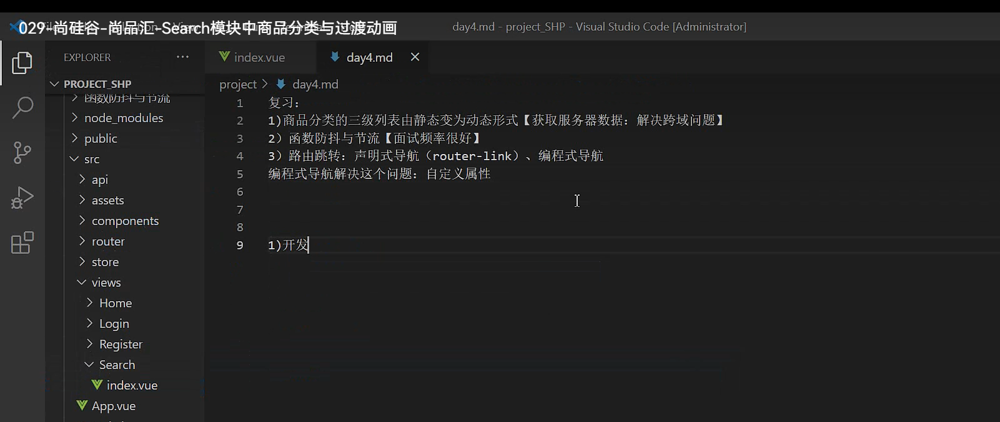 029-尚硅谷-尚品汇-Search模块中商品分类与过渡动画
day4.md - project_SHP - Visual Studio Code [Administrator]
EXPLORER
index.vue
day4.md
PROJECT_SHP
project > day4.md
函数防抖与节流
node_modules
public
src
api
assets
components
router
store
views
Home
Login
Register
Search
index.vue
App.vue
1 复习：
2 1)商品分类的三级列表由静态变为动态形式【获取服务器数据：解决跨域问题】
3 2）函数防抖与节流【面试频率很好】
4 3）路由跳转：声明式导航（router-link）、编程式导航
5 编程式导航解决这个问题：自定义属性
6
7
8
9 1)开发